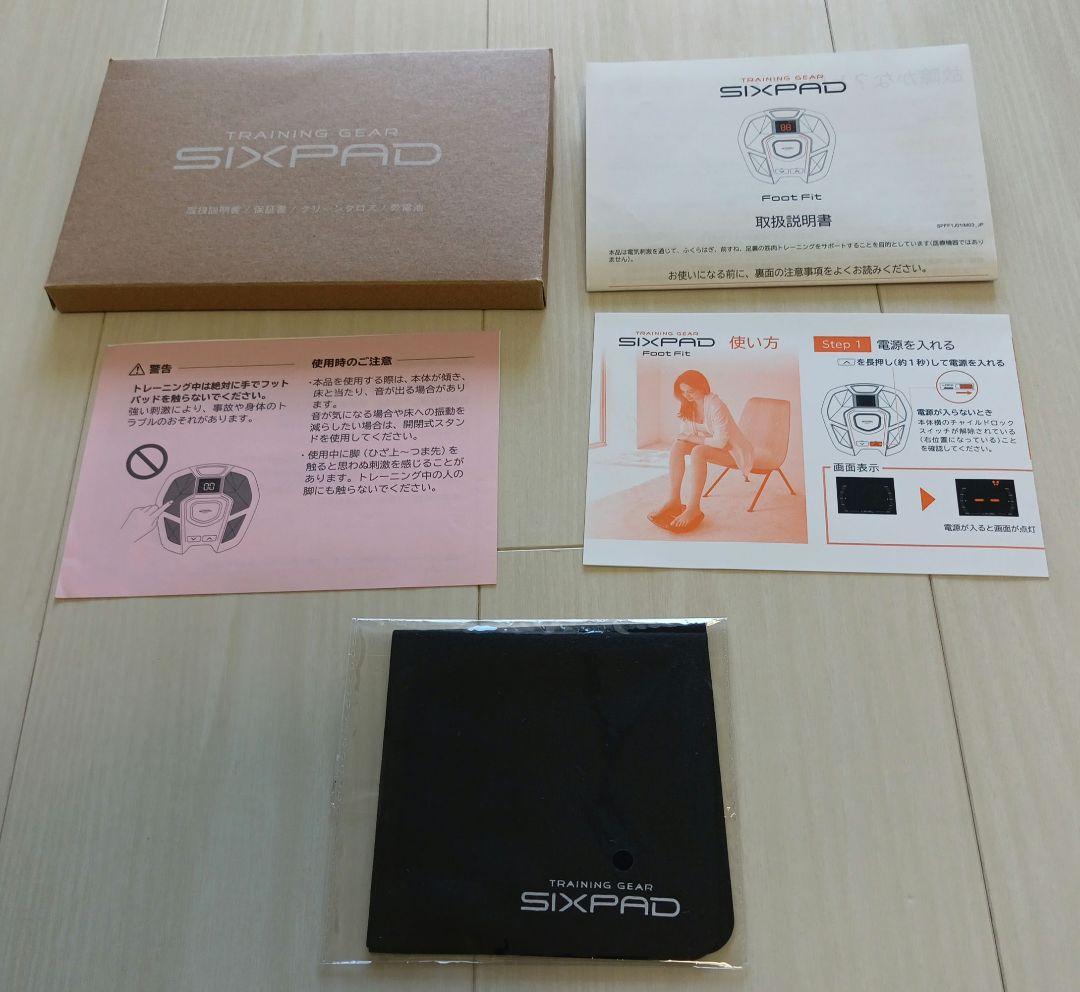 TRAINING GEAR
SIXPAD
取扱説明書/保証書/クリーンクロス/乾電池
TRAINING GEAR
SIXPAD
Foot Fit
取扱説明書
SPFF1J01IM03_JP
本品は電気刺激を通じて、ふくらはぎ、前すね、足裏の筋肉トレーニングをサポートすることを目的としています(医療機器ではあり
ません)。
お使いになる前に、裏面の注意事項をよくお読みください。
警告
トレーニング中は絶対に手でフット
パッドを触らないでください。
強い刺激により、事故や身体のト
ラブルのおそれがあります。
使用時のご注意
・本品を使用する際は、本体が傾き、
床と当たり、音が出る場合があり
ます。
音が気になる場合や床への振動を
減らしたい場合は、開閉式スタン
ドを使用してください。
・使用中に脚(ひざ上〜つま先)を
触ると思わぬ刺激を感じることが
あります。トレーニング中の人の
脚にも触らないでください。
TRAINING GEAR
SIXPAD
Foot Fit
使い方
Step 1 電源を入れる
を長押し(約1秒)して電源を入れる
電源が入らないとき
本体横のチャイルドロック
スイッチが解除されている
(右位置になっている)こと
を確認してください。
画面表示
電源が入ると画面が点灯
TRAINING GEAR
SIXPAD